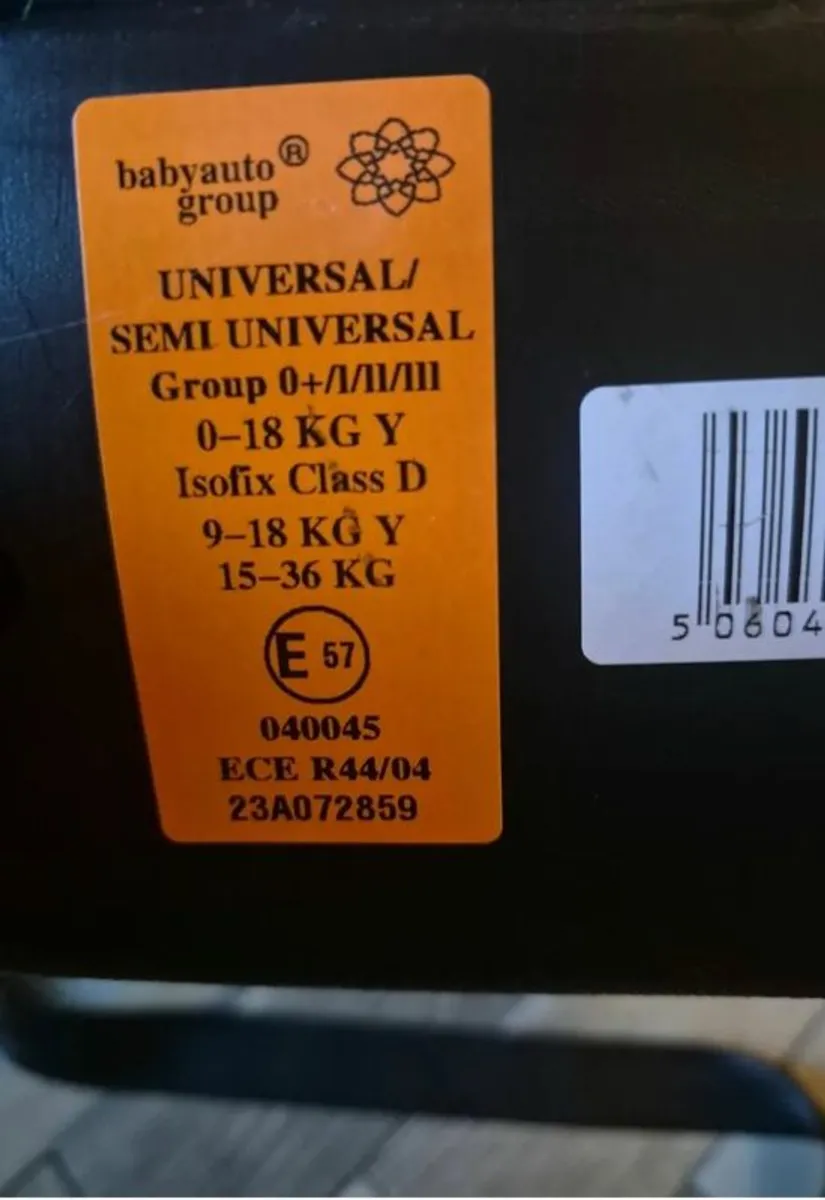 babyauto®
group
UNIVERSAL/
SEMI UNIVERSAL
Group 0+/I/II/III
0–18 KG Y
Isofix Class D
9–18 KG Y
15–36 KG
E 57
040045
ECE R44/04
23A072859
5 0604